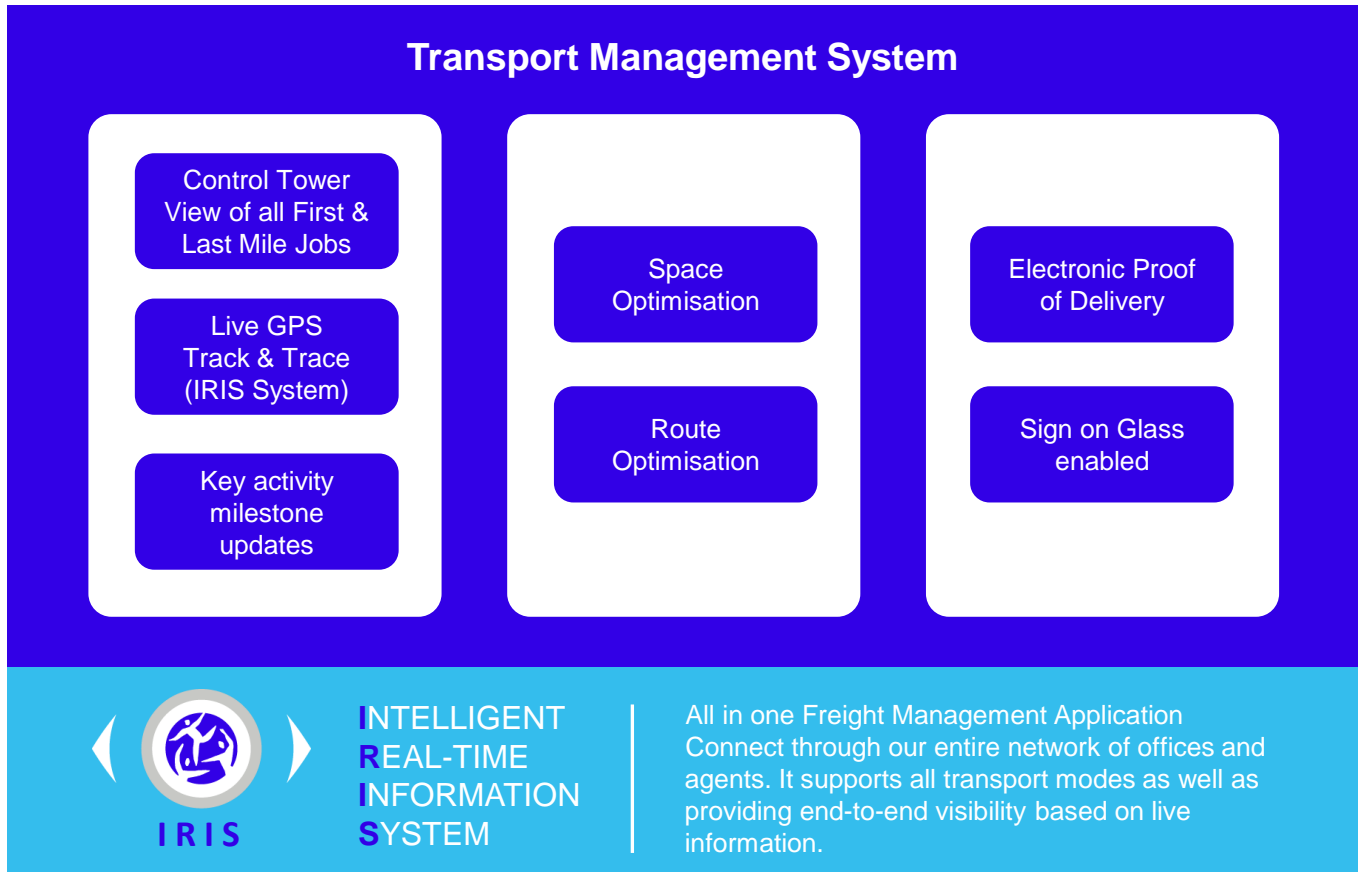 Transport Management System
Control Tower
View of all First &
Last Mile Jobs
Live GPS
Track & Trace
(IRIS System)
Key activity
milestone
updates
Space
Optimisation
Route
Optimisation
Electronic Proof
of Delivery
Sign on Glass
enabled
IRIS
INTELLIGENT
REAL-TIME
INFORMATION
SYSTEM
All in one Freight Management Application
Connect through our entire network of offices and
agents. It supports all transport modes as well as
providing end-to-end visibility based on live
information.